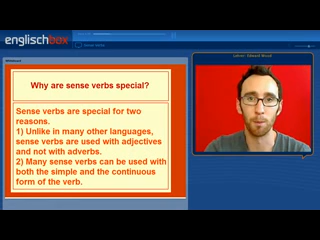 englischbox
Why are sense verbs special?
Sense verbs are special for two
reasons.
1) Unlike in many other languages,
sense verbs are used with adjectives
and not with adverbs.
2) Many sense verbs can be used with
both the simple and the continuous
form of the verb.